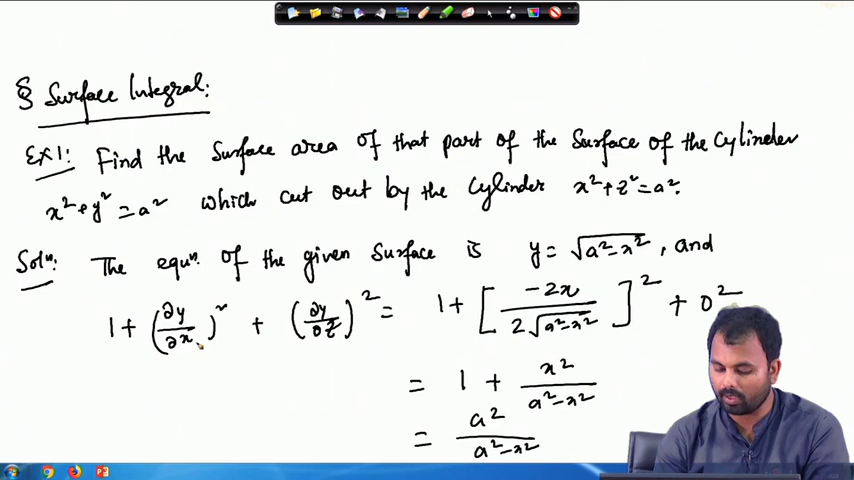 § Surface Integral:
Ex1: Find the Surface area of that part of the Surface of the Cylinder
x²+y²=a² which cut out by the Cylinder x²+z²=a².
Solⁿ: The equⁿ. of the given Surface is y=√(a²-x²), and
1+(∂y/∂x)²+(∂y/∂z)²=1+[-2x/(2√(a²-x²))]²+0²
=1+x²/(a²-x²)
=a²/(a²-x²)